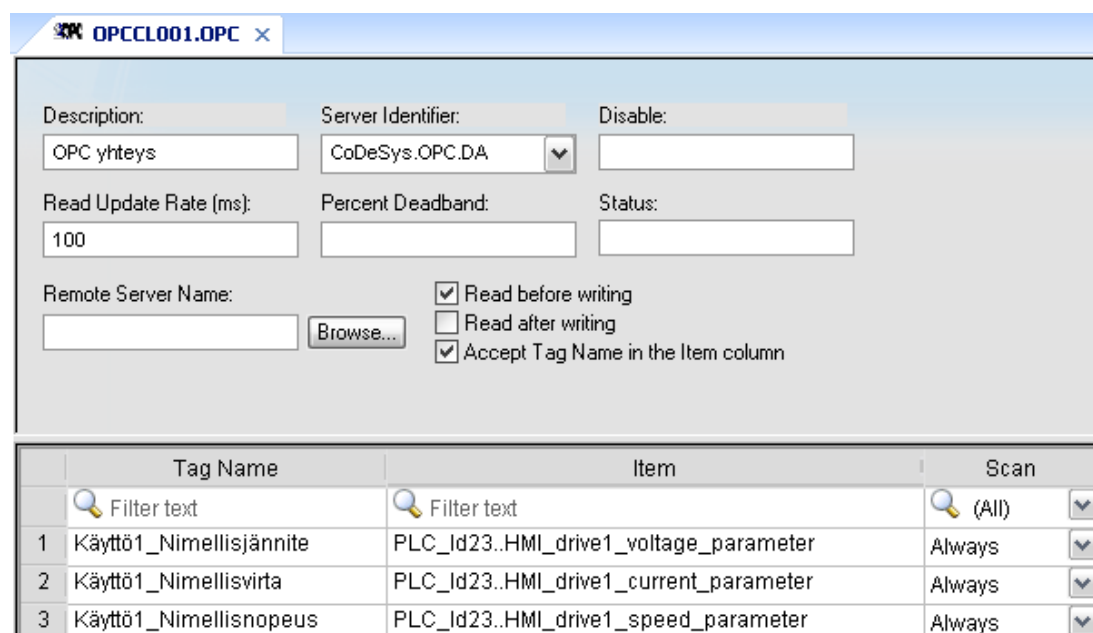 OPCCL001.OPC
Description: Server Identifier: Disable:
OPC yhteys CoDeSys.OPC.DA
Read Update Rate (ms): Percent Deadband: Status:
100
Remote Server Name: Read before writing
Browse... Read after writing
Accept Tag Name in the Item column
Tag Name Item Scan
Filter text Filter text (All)
1 Käyttö1_Nimellisjännite PLC_Id23..HMI_drive1_voltage_parameter Always
2 Käyttö1_Nimellisvirta PLC_Id23..HMI_drive1_current_parameter Always
3 Käyttö1_Nimellisnopeus PLC_Id23..HMI_drive1_speed_parameter Always